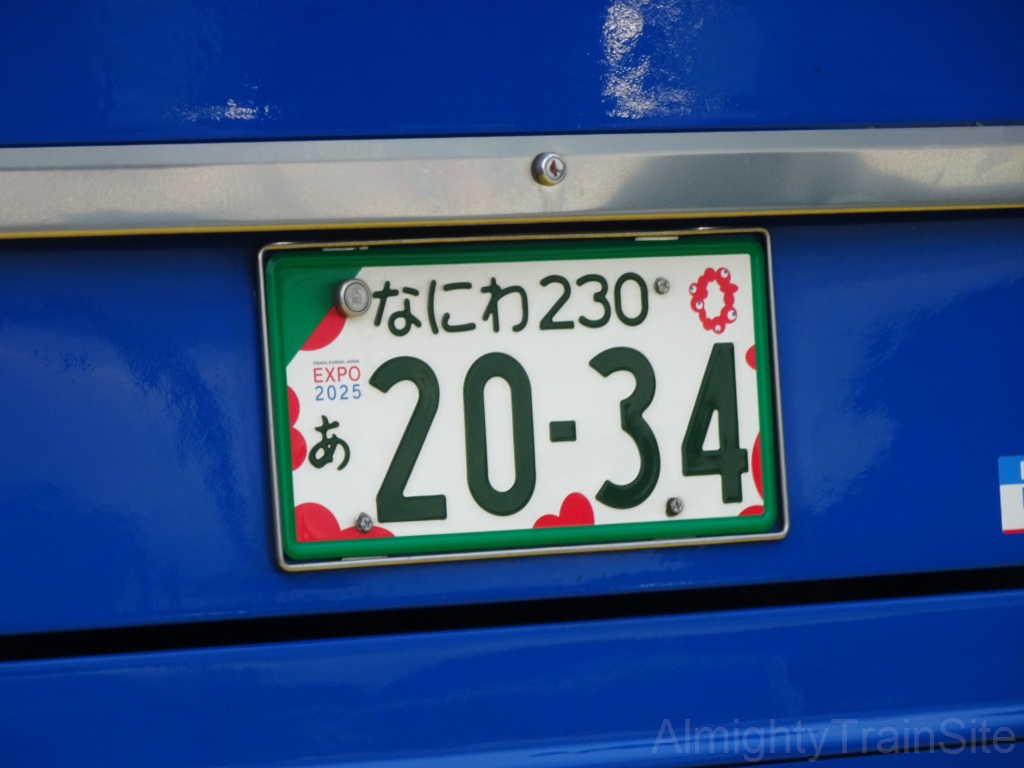 なにわ230
OSAKA, KANSAI, JAPAN
EXPO
2025
あ
20-34
AlmightyTrainSite